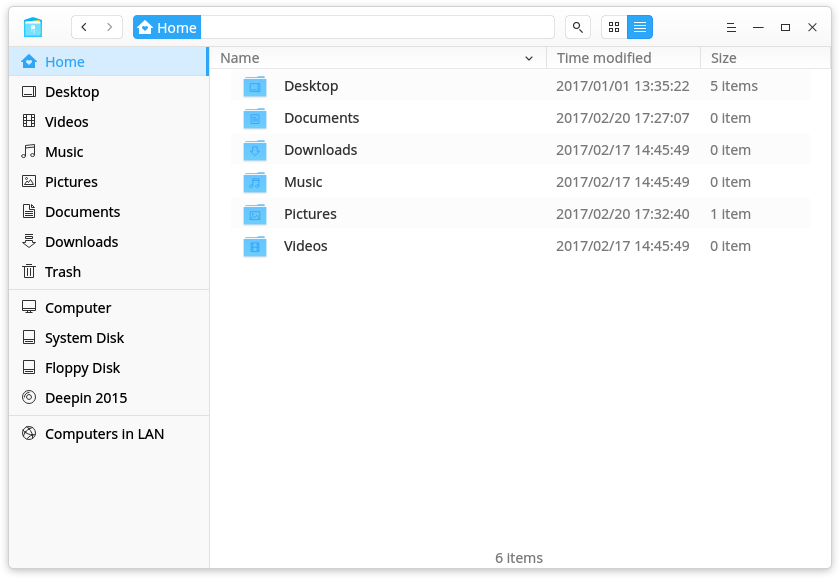 Home
Home
Desktop
Videos
Music
Pictures
Documents
Downloads
Trash
Computer
System Disk
Floppy Disk
Deepin 2015
Computers in LAN
Name Time modified Size
Desktop 2017/01/01 13:35:22 5 items
Documents 2017/02/20 17:27:07 0 item
Downloads 2017/02/17 14:45:49 0 item
Music 2017/02/17 14:45:49 0 item
Pictures 2017/02/20 17:32:40 1 item
Videos 2017/02/17 14:45:49 0 item
6 items